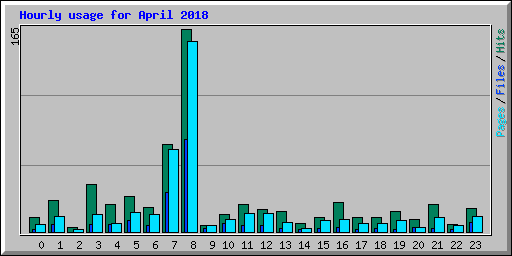 Hourly usage for April 2018
165
Pages/Files/Hits
0 1 2 3 4 5 6 7 8 9 10 11 12 13 14 15 16 17 18 19 20 21 22 23